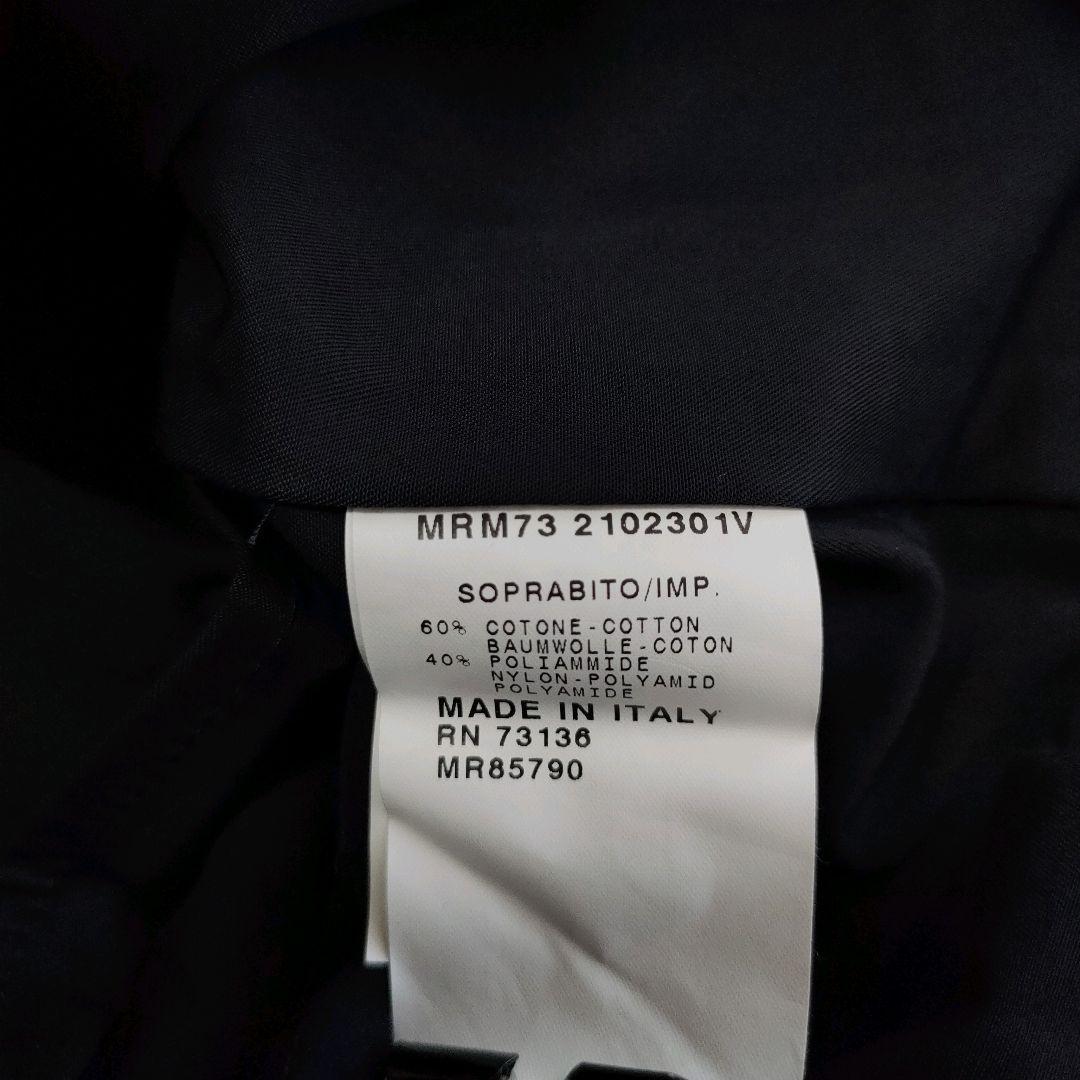 MRM73 2102301V
SOPRABITO/IMP.
60% COTONE-COTTON
BAUMWOLLE-COTON
40% POLIAMMIDE
NYLON-POLYAMID
POLYAMIDE
MADE IN ITALY
RN 73136
MR85790